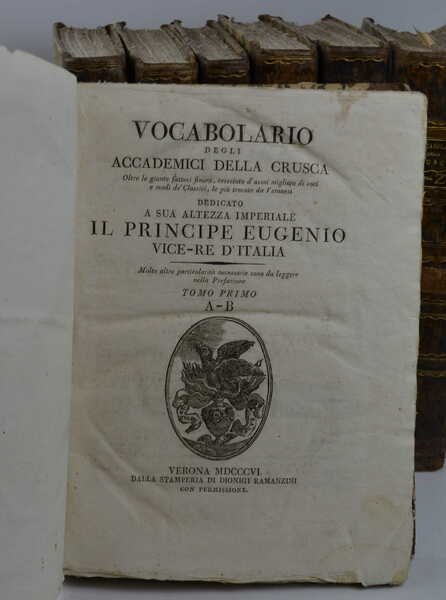 VOCABOLARIO
DEGLI
ACCADEMICI DELLA CRUSCA
Oltre le giunte fatteci finora, cresciuto d'assai migliaja di voci
e modi de' Classici, le più trovate da Veronesi
DEDICATO
A SUA ALTEZZA IMPERIALE
IL PRINCIPE EUGENIO
VICE-RE D'ITALIA
Molte altre particolarità necessarie sono da leggere
nella Prefazione
TOMO PRIMO
A-B
VERONA MDCCCVI.
DALLA STAMPERIA DI DIONIGI RAMANZINI
CON PERMISSIONE.